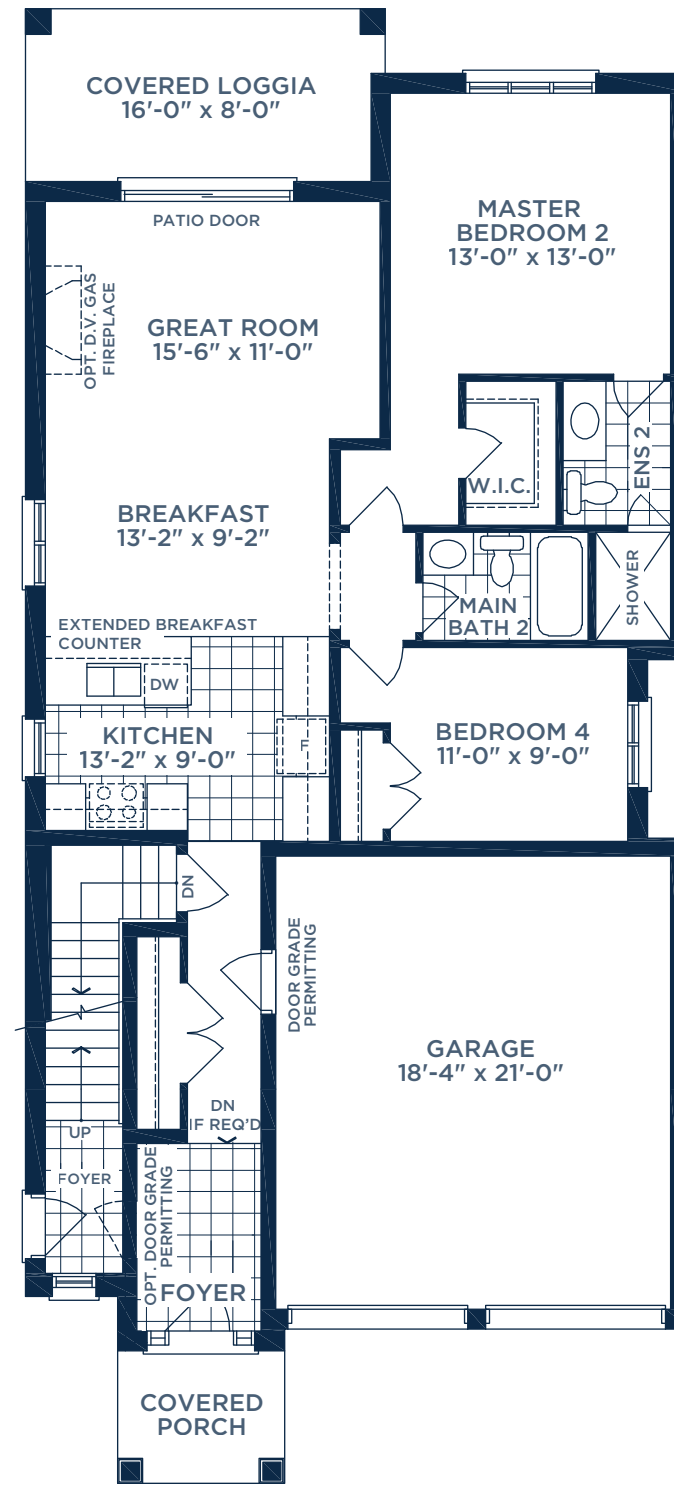 COVERED LOGGIA
16'-0" x 8'-0"
PATIO DOOR
MASTER
BEDROOM 2
13'-0" x 13'-0"
OPT. D.V. GAS
FIREPLACE
GREAT ROOM
15'-6" x 11'-0"
ENS 2
W.I.C.
BREAKFAST
13'-2" x 9'-2"
SHOWER
MAIN
BATH 2
EXTENDED BREAKFAST
COUNTER
DW
KITCHEN
13'-2" x 9'-0"
F
BEDROOM 4
11'-0" x 9'-0"
DN
DOOR GRADE
PERMITTING
GARAGE
18'-4" x 21'-0"
DN
IF REQ'D
UP
FOYER
OPT. DOOR GRADE
PERMITTING
FOYER
COVERED
PORCH